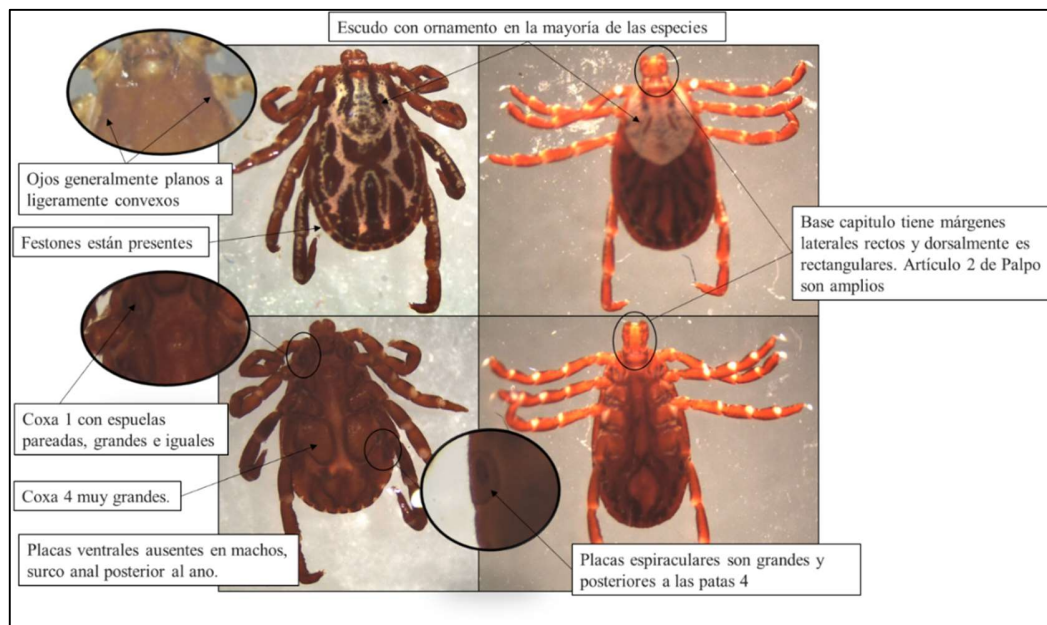 Escudo con ornamento en la mayoría de las especies
Ojos generalmente planos a
ligeramente convexos
Festones están presentes
Base capitulo tiene márgenes
laterales rectos y dorsalmente es
rectangulares. Artículo 2 de Palpo
son amplios
Coxa 1 con espuelas
pareadas, grandes e iguales
Coxa 4 muy grandes.
Placas ventrales ausentes en machos,
surco anal posterior al ano.
Placas espiraculares son grandes y
posteriores a las patas 4